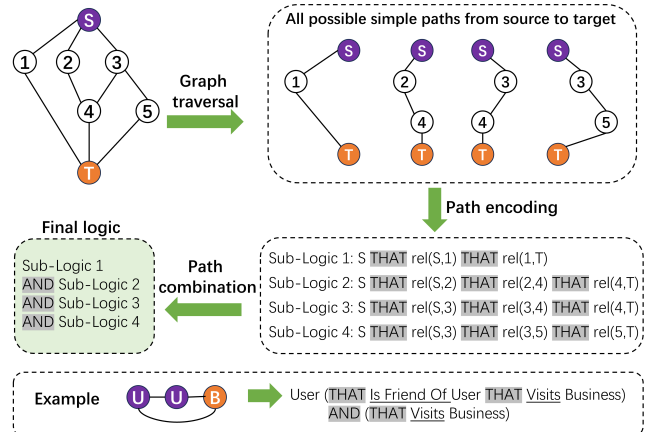 S
1
2
3
4
5
T
Graph
traversal
All possible simple paths from source to target
S
S
S
S
1
2
3
3
4
4
5
T
T
T
T
Path encoding
Final logic
Sub-Logic 1
AND Sub-Logic 2
AND Sub-Logic 3
AND Sub-Logic 4
Path
combination
Sub-Logic 1: S THAT rel(S,1) THAT rel(1,T)
Sub-Logic 2: S THAT rel(S,2) THAT rel(2,4) THAT rel(4,T)
Sub-Logic 3: S THAT rel(S,3) THAT rel(3,4) THAT rel(4,T)
Sub-Logic 4: S THAT rel(S,3) THAT rel(3,5) THAT rel(5,T)
Example
U U B
User (THAT Is Friend Of User THAT Visits Business)
AND (THAT Visits Business)